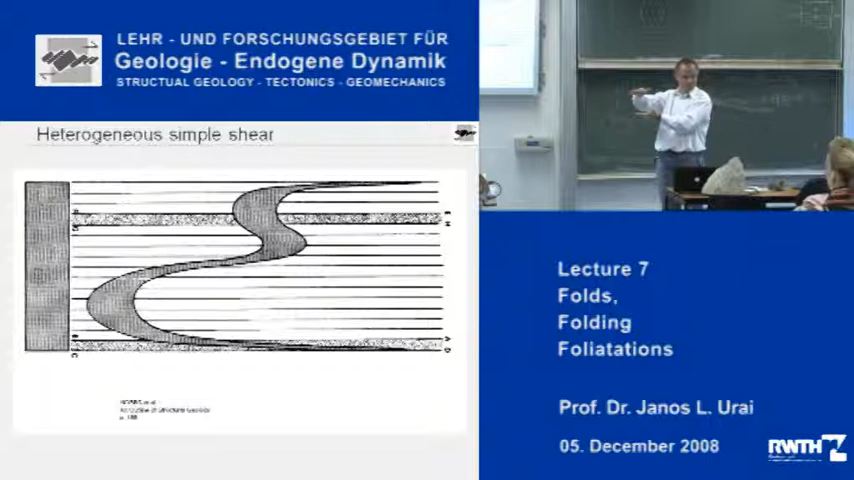 LEHR - UND FORSCHUNGSGEBIET FÜR
Geologie - Endogene Dynamik
STRUCTUAL GEOLOGY - TECTONICS - GEOMECHANICS
Heterogeneous simple shear
Lecture 7
Folds,
Folding
Foliatations
Prof. Dr. Janos L. Urai
05. December 2008
RWTH